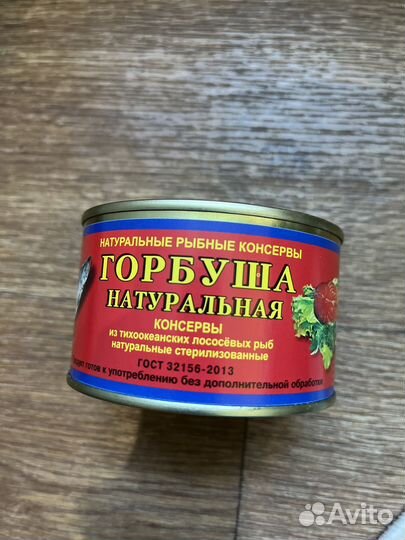 НАТУРАЛЬНЫЕ РЫБНЫЕ КОНСЕРВЫ
ГОРБУША
НАТУРАЛЬНАЯ
КОНСЕРВЫ
из тихоокеанских лососёвых рыб
натуральные стерилизованные
ГОСТ 32156-2013
готов к употреблению без дополнительной обработки
Avito